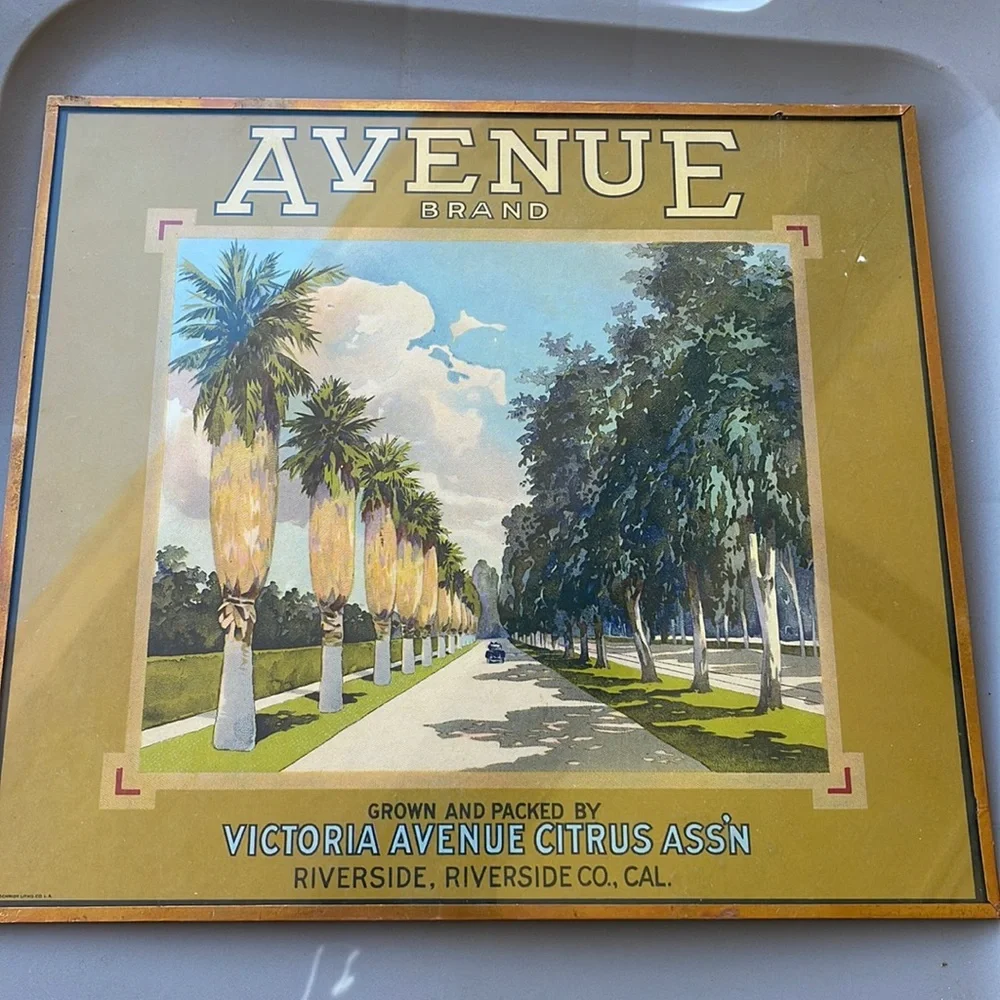 AVENUE
BRAND
GROWN AND PACKED BY
VICTORIA AVENUE CITRUS ASS'N
RIVERSIDE, RIVERSIDE CO., CAL.